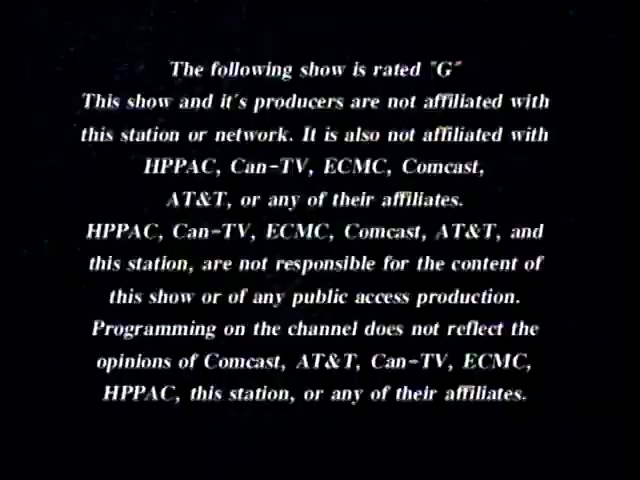 The following show is rated "G"
This show and it's producers are not affiliated with
this station or network. It is also not affiliated with
HPPAC, Can-TV, ECMC, Comcast,
AT&T, or any of their affiliates.
HPPAC, Can-TV, ECMC, Comcast, AT&T, and
this station, are not responsible for the content of
this show or of any public access production.
Programming on the channel does not reflect the
opinions of Comcast, AT&T, Can-TV, ECMC,
HPPAC, this station, or any of their affiliates.